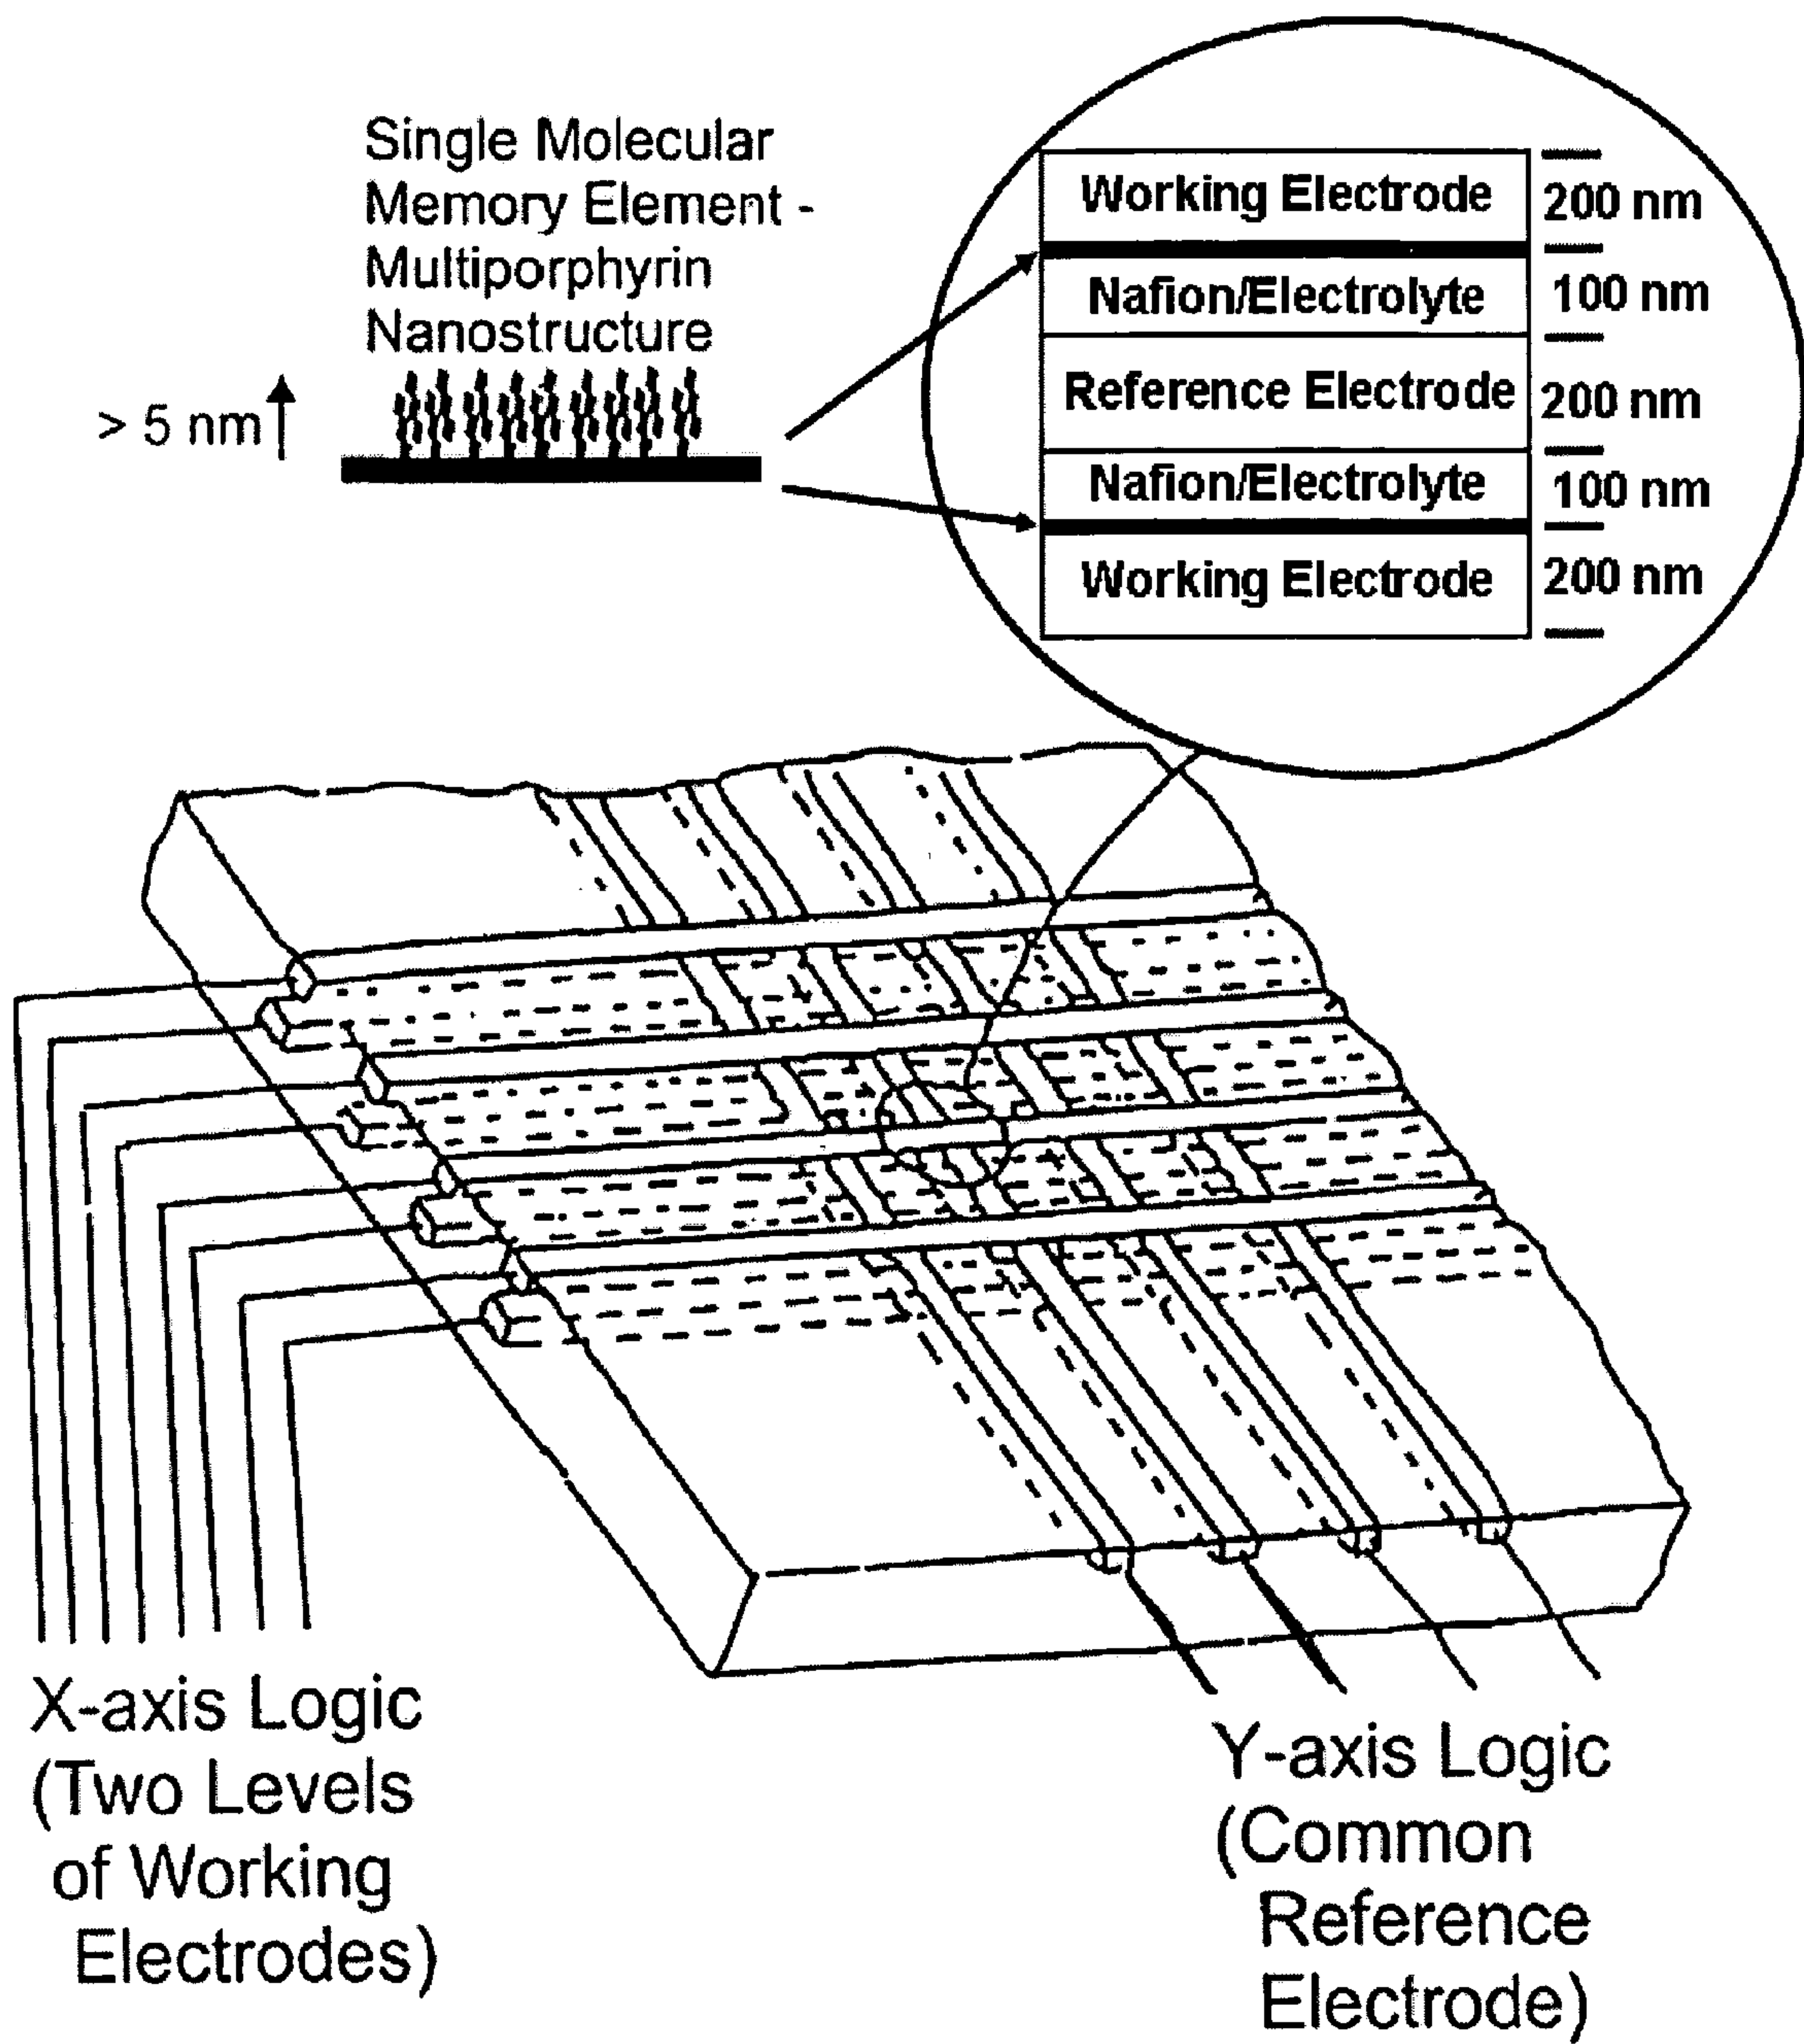 Single Molecular
Memory Element -
Multiporphyrin
Nanostructure
> 5 nm
Working Electrode
200 nm
Nafion/Electrolyte
100 nm
Reference Electrode
200 nm
Nafion/Electrolyte
100 nm
Working Electrode
200 nm
X-axis Logic
(Two Levels
of Working
Electrodes)
Y-axis Logic
(Common
Reference
Electrode)